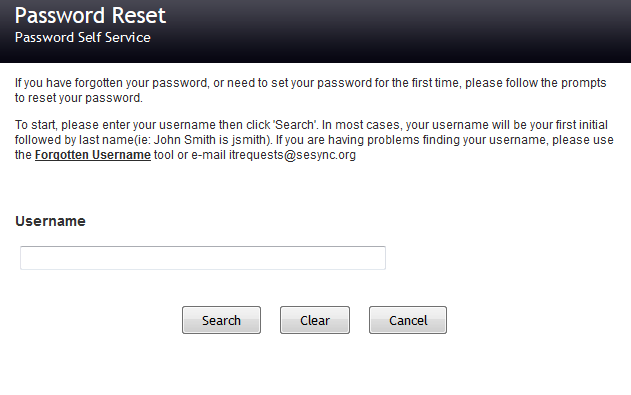 Password Reset
Password Self Service
If you have forgotten your password, or need to set your password for the first time, please follow the prompts
to reset your password.
To start, please enter your username then click 'Search'. In most cases, your username will be your first initial
followed by last name(ie: John Smith is jsmith). If you are having problems finding your username, please use
the Forgotten Username tool or e-mail itrequests@sesync.org
Username
Search Clear Cancel